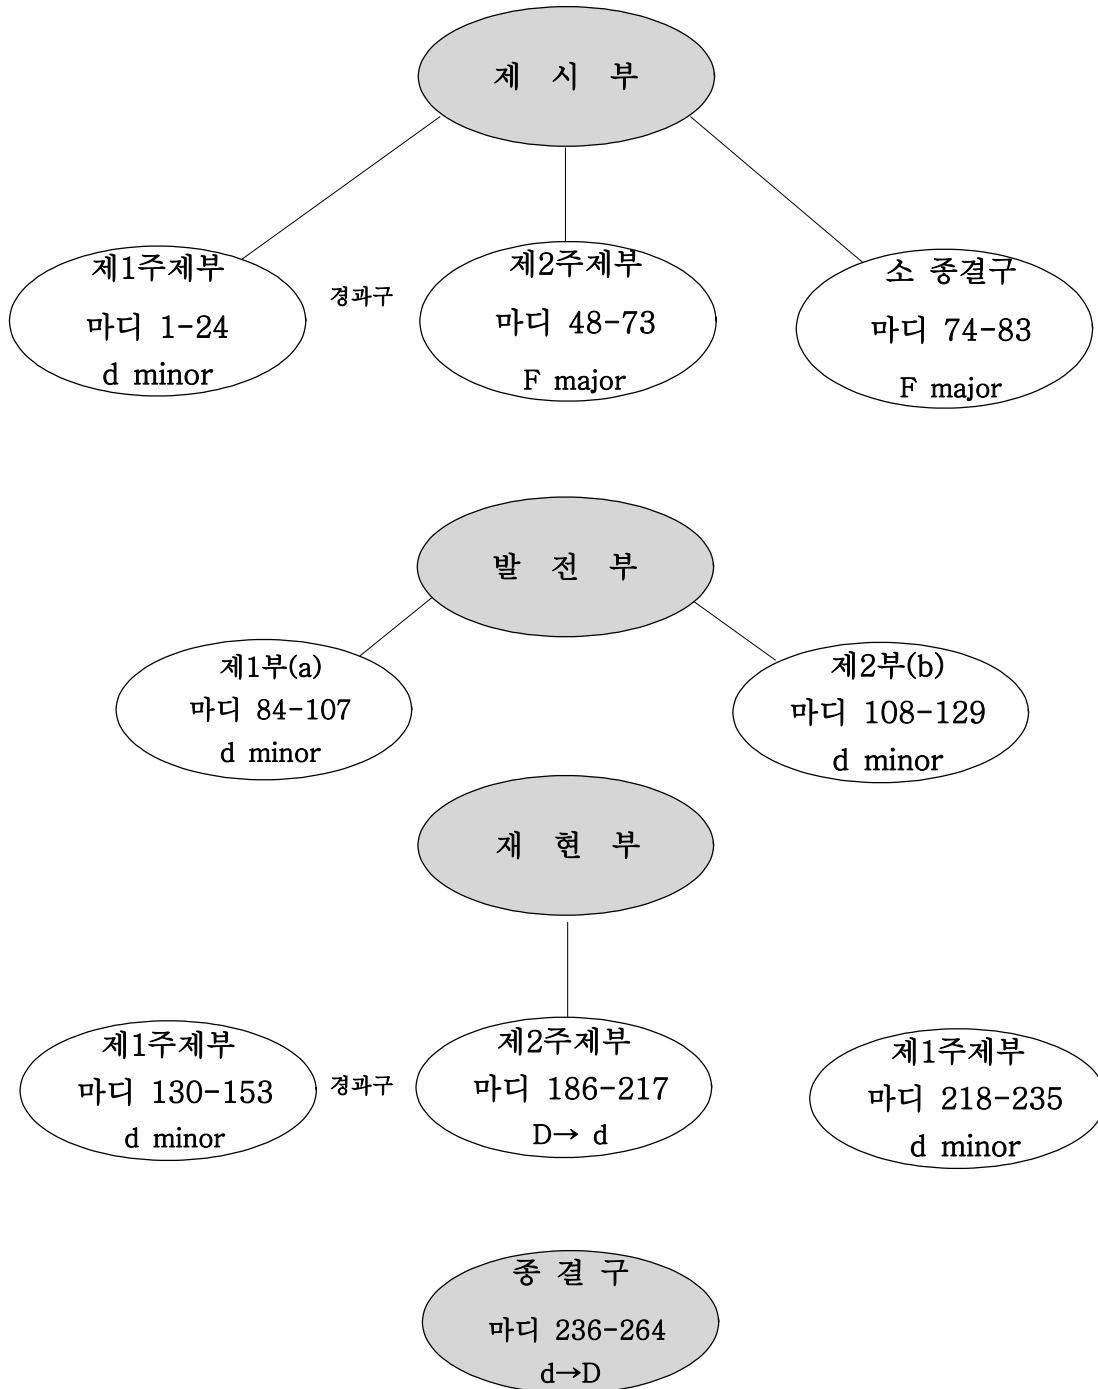 제 시 부
제1주제부
마디 1-24
d minor
경과구
제2주제부
마디 48-73
F major
소 종결구
마디 74-83
F major
발 전 부
제1부(a)
마디 84-107
d minor
제2부(b)
마디 108-129
d minor
재 현 부
제1주제부
마디 130-153
d minor
경과구
제2주제부
마디 186-217
D→ d
제1주제부
마디 218-235
d minor
종 결 구
마디 236-264
d→D